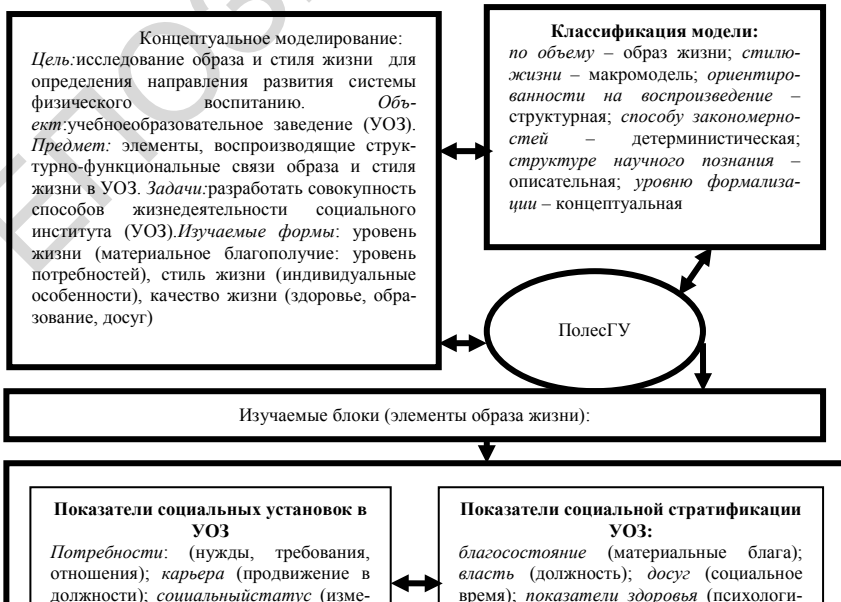 Концептуальное моделирование:
Цель:исследование образа и стиля жизни для
определения направления развития системы
физического воспитанию. Объ-
ект:учебноеобразовательное заведение (УОЗ).
Предмет: элементы, воспроизводящие струк-
турно-функциональные связи образа и стиля
жизни в УОЗ. Задачи:разработать совокупность
способов жизнедеятельности социального
института (УОЗ).Изучаемые формы: уровень
жизни (материальное благополучие: уровень
потребностей), стиль жизни (индивидуальные
особенности), качество жизни (здоровье, обра-
зование, досуг)
Классификация модели:
по объему – образ жизни; стилю-
жизни – макромодель; ориентиро-
ванности на воспроизведение –
структурная; способу закономерно-
стей – детерминистическая;
структуре научного познания –
описательная; уровню формализа-
ции – концептуальная
ПолесГУ
Изучаемые блоки (элементы образа жизни):
Показатели социальных установок в
УОЗ
Потребности: (нужды, требования,
отношения); карьера (продвижение в
должности); социальныйстатус (изме-
Показатели социальной стратификации
УОЗ:
благосостояние (материальные блага);
власть (должность); досуг (социальное
время); показатели здоровья (психологи-